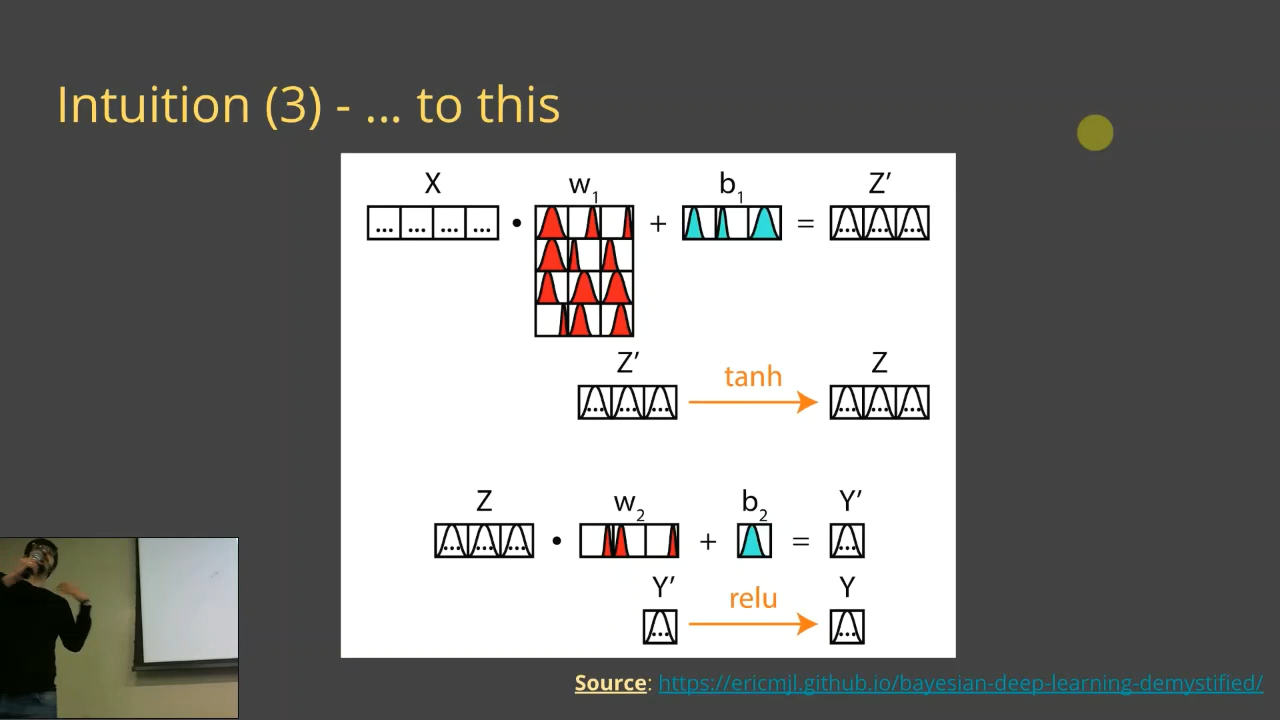 Intuition (3) - ... to this
X w1 b1 Z’
... ... ... ... • + = ... ... ...
Z’ tanh Z
... ... ... ... ... ...
Z w2 b2 Y’
... ... ... • + = ...
Y’ relu Y
... ...
Source: https://ericmjl.github.io/bayesian-deep-learning-demystified/